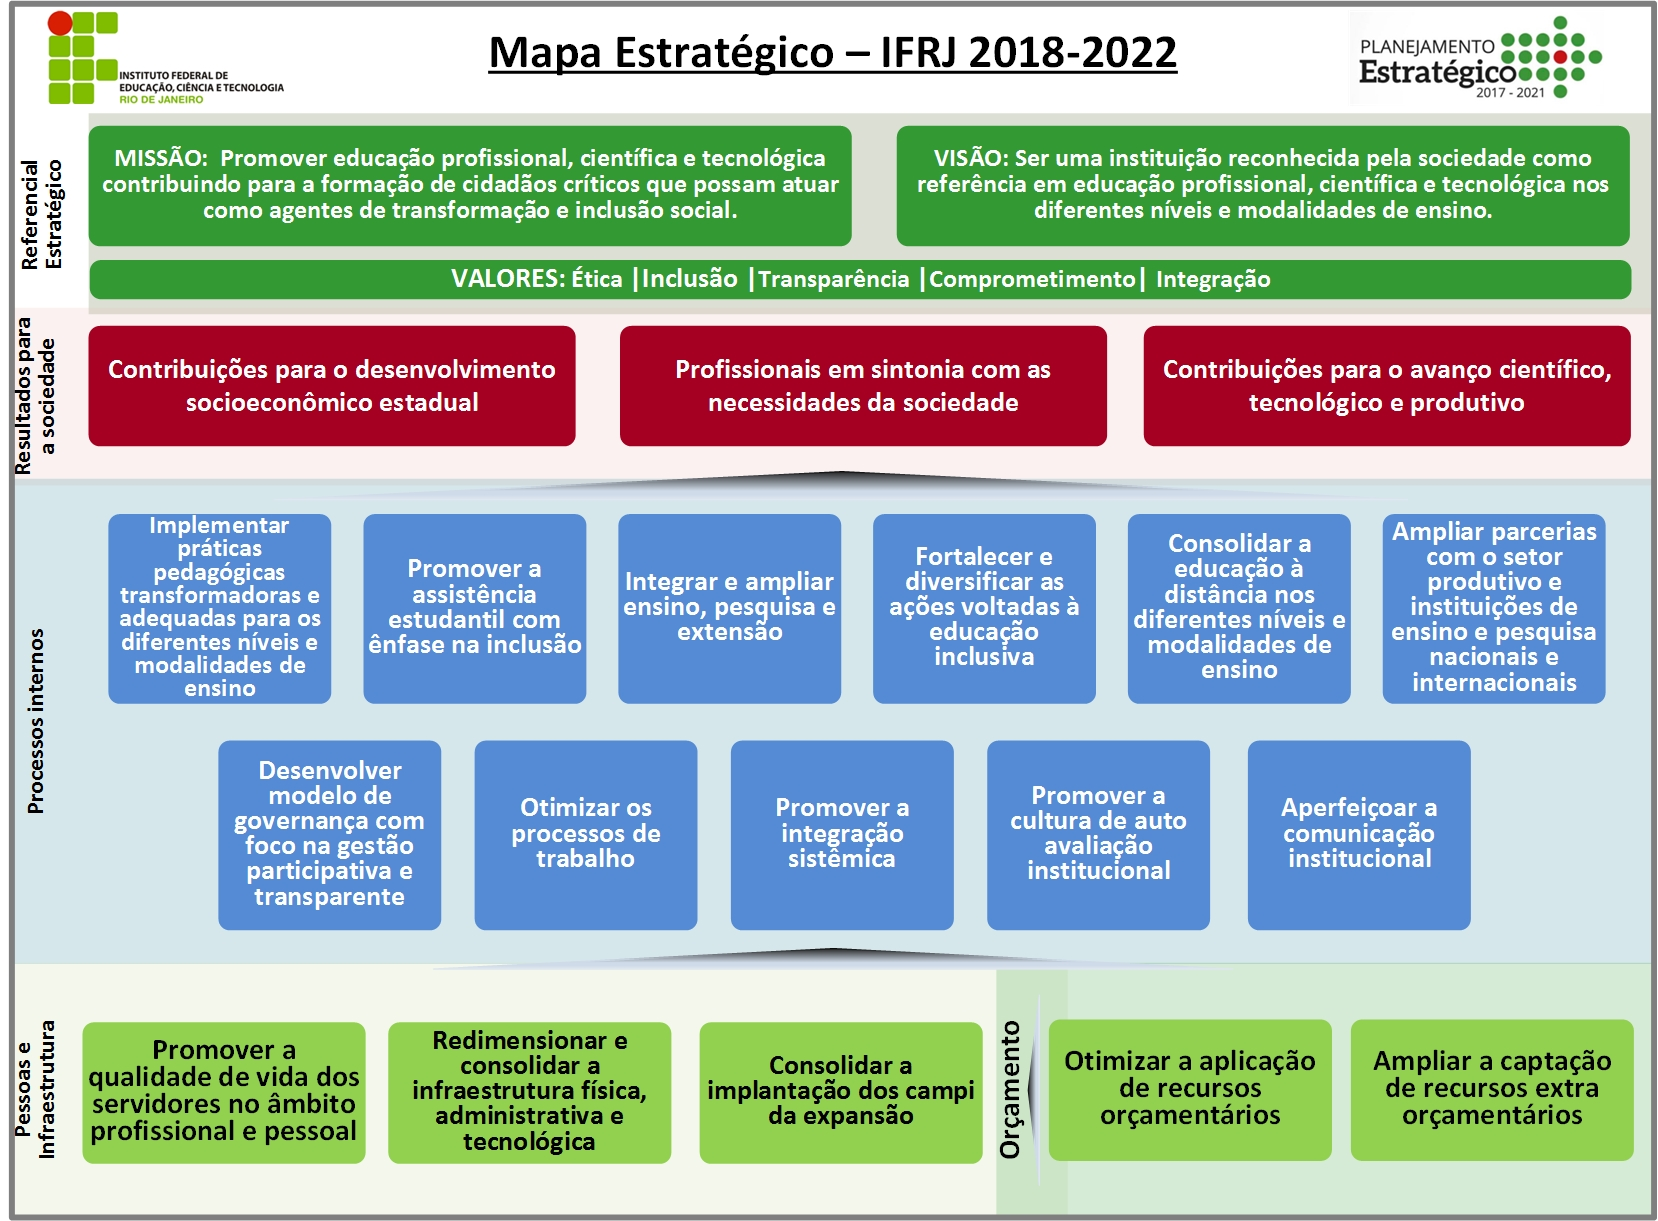 INSTITUTO FEDERAL DE
EDUCAÇÃO, CIÊNCIA E TECNOLOGIA
RIO DE JANEIRO
Mapa Estratégico – IFRJ 2018-2022
PLANEJAMENTO
Estratégico
2017 - 2021
Referencial
Estratégico
MISSÃO: Promover educação profissional, científica e tecnológica
contribuindo para a formação de cidadãos críticos que possam atuar
como agentes de transformação e inclusão social.
VISÃO: Ser uma instituição reconhecida pela sociedade como
referência em educação profissional, científica e tecnológica nos
diferentes níveis e modalidades de ensino.
VALORES: Ética |Inclusão |Transparência |Comprometimento| Integração
Resultados para
a sociedade
Contribuições para o desenvolvimento
socioeconômico estadual
Profissionais em sintonia com as
necessidades da sociedade
Contribuições para o avanço científico,
tecnológico e produtivo
Processos internos
Implementar
práticas
pedagógicas
transformadoras e
adequadas para os
diferentes níveis e
modalidades de
ensino
Promover a
assistência
estudantil com
ênfase na inclusão
Integrar e ampliar
ensino, pesquisa e
extensão
Fortalecer e
diversificar as
ações voltadas à
educação
inclusiva
Consolidar a
educação à
distância nos
diferentes níveis e
modalidades de
ensino
Ampliar parcerias
com o setor
produtivo e
instituições de
ensino e pesquisa
nacionais e
internacionais
Desenvolver
modelo de
governança com
foco na gestão
participativa e
transparente
Otimizar os
processos de
trabalho
Promover a
integração
sistêmica
Promover a
cultura de auto
avaliação
institucional
Aperfeiçoar a
comunicação
institucional
Pessoas e
Infraestrutura
Promover a
qualidade de vida dos
servidores no âmbito
profissional e pessoal
Redimensionar e
consolidar a
infraestrutura física,
administrativa e
tecnológica
Consolidar a
implantação dos campi
da expansão
Orçamento
Otimizar a aplicação
de recursos
orçamentários
Ampliar a captação
de recursos extra
orçamentários